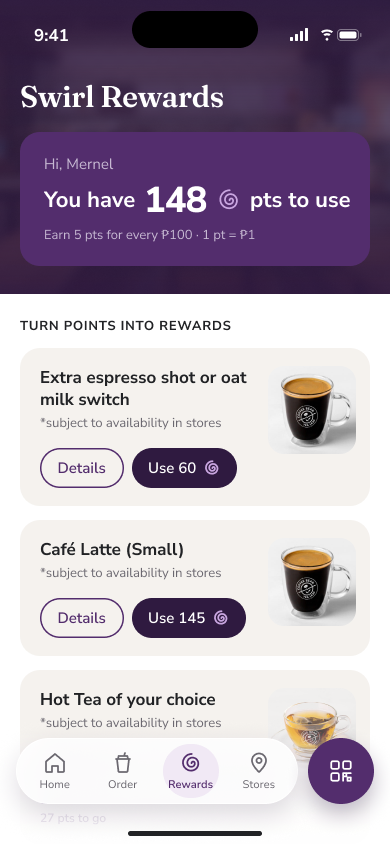 9:41
Swirl Rewards
Hi, Mernel
You have 148 pts to use
Earn 5 pts for every ₱100 · 1 pt = ₱1
TURN POINTS INTO REWARDS
Extra espresso shot or oat
milk switch
*subject to availability in stores
Details
Use 60
Café Latte (Small)
*subject to availability in stores
Details
Use 145
Hot Tea of your choice
*subject to availability in stores
Home
Order
Rewards
Stores
27 pts to go